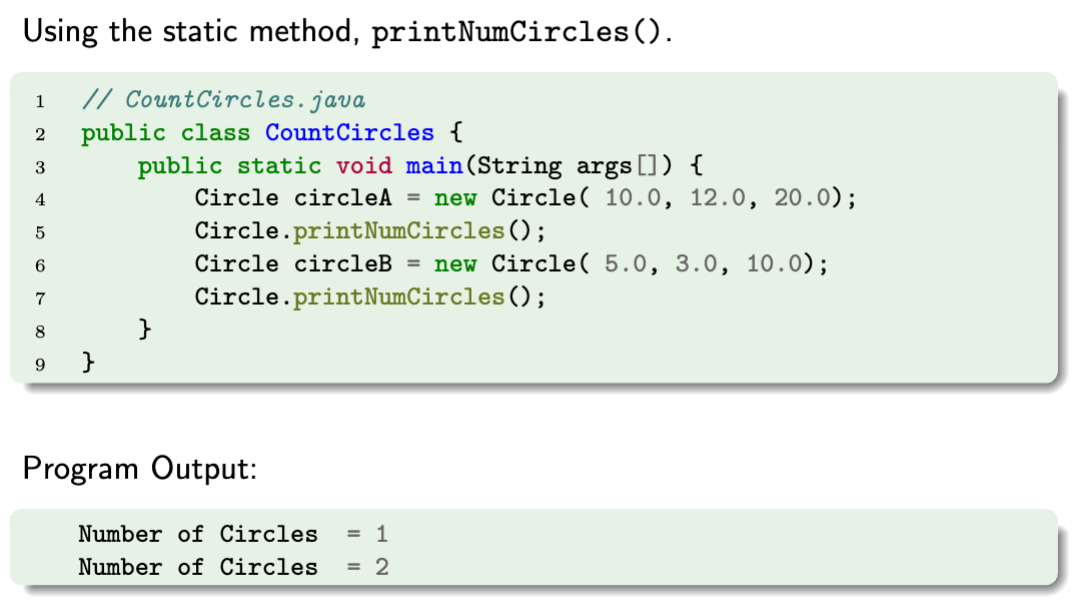 Using the static method, printNumCircles().
1 // CountCircles.java
2 public class CountCircles {
3     public static void main(String args[]) {
4         Circle circleA = new Circle( 10.0, 12.0, 20.0);
5         Circle.printNumCircles();
6         Circle circleB = new Circle( 5.0, 3.0, 10.0);
7         Circle.printNumCircles();
8     }
9 }
Program Output:
Number of Circles  = 1
Number of Circles  = 2